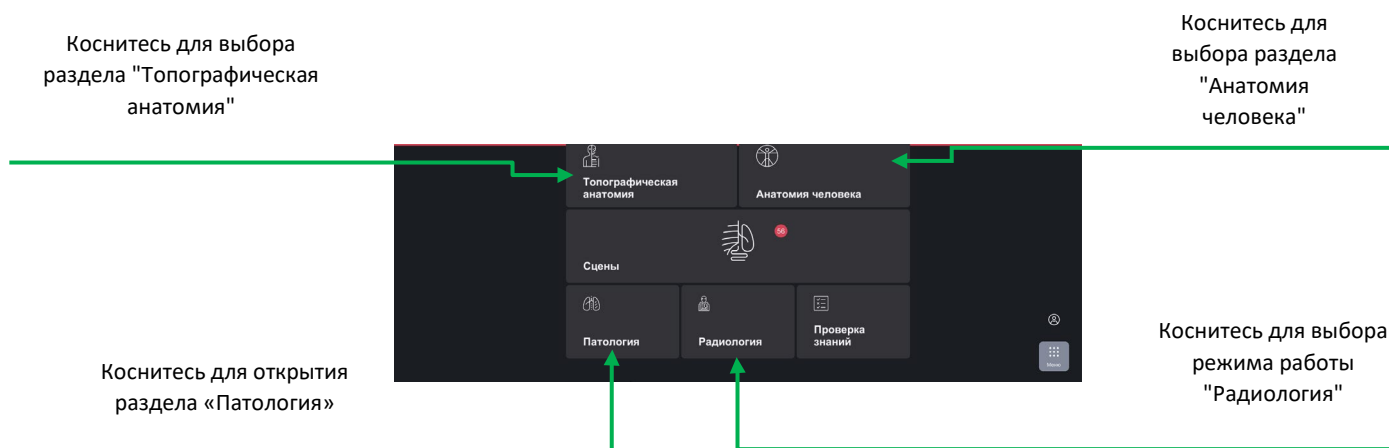 Коснитесь для выбора
раздела "Топографическая
анатомия"
Коснитесь для
выбора раздела
"Анатомия
человека"
Топографическая
анатомия
Анатомия человека
56
Сцены
Патология
Радиология
Проверка
знаний
Меню
Коснитесь для открытия
раздела «Патология»
Коснитесь для выбора
режима работы
"Радиология"